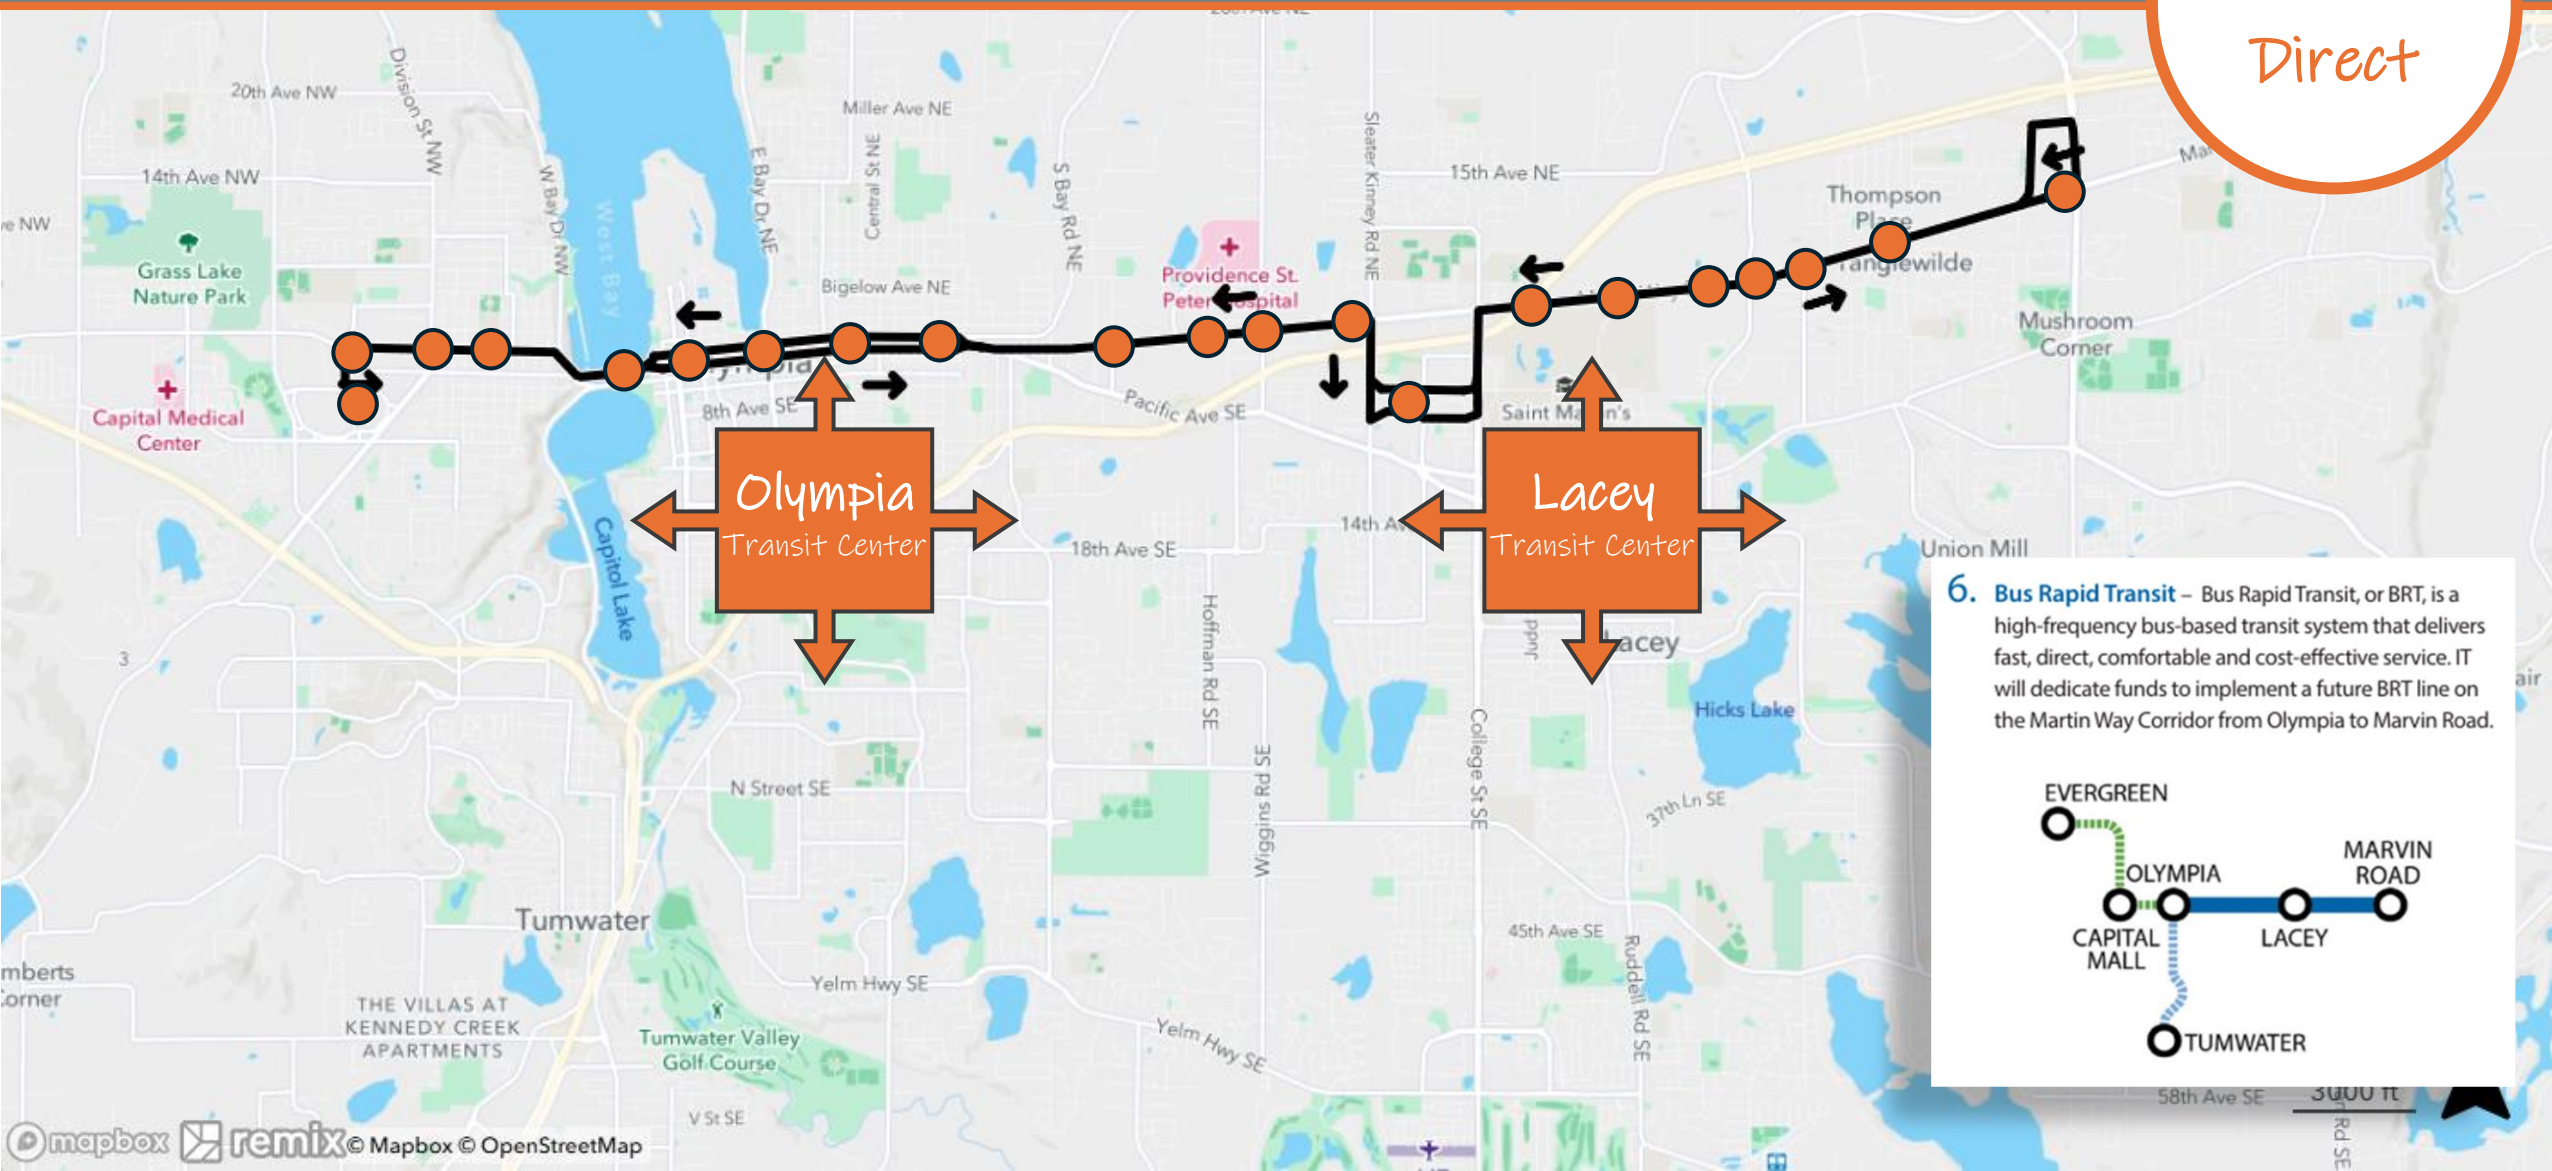 Direct
20th Ave NW
Division St NW
Miller Ave NE
Central St NE
E Bay Dr NE
W Bay Dr NW
West Bay
S Bay Rd NE
Sleater Kinney Rd NE
15th Ave NE
14th Ave NW
Thompson
Place
Tanglewilde
Grass Lake
Nature Park
Bigelow Ave NE
Providence St.
Peter Hospital
Mushroom
Corner
Capital Medical
Center
8th Ave SE
Pacific Ave SE
Saint Martin's
Olympia
Transit Center
Lacey
Transit Center
Capitol Lake
18th Ave SE
14th A
Union Mill
Hoffman Rd SE
3
Lacey
Hicks Lake
College St SE
Wiggins Rd SE
N Street SE
37th Ln SE
Tumwater
45th Ave SE
Ruddell Rd SE
mberts
Corner
THE VILLAS AT
KENNEDY CREEK
APARTMENTS
Yelm Hwy SE
Yelm Hwy SE
Tumwater Valley
Golf Course
V St SE
6. Bus Rapid Transit – Bus Rapid Transit, or BRT, is a
high-frequency bus-based transit system that delivers
fast, direct, comfortable and cost-effective service. IT
will dedicate funds to implement a future BRT line on
the Martin Way Corridor from Olympia to Marvin Road.
EVERGREEN
OLYMPIA
MARVIN
ROAD
CAPITAL
MALL
LACEY
TUMWATER
58th Ave SE
3000 ft
Rd SE
mapbox remix © Mapbox © OpenStreetMap